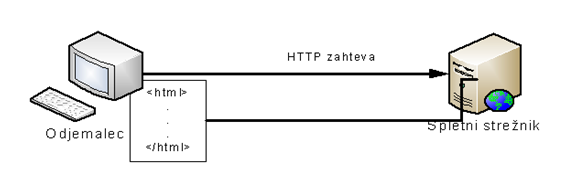 HTTP zahteva
<html>
.
.
.
</html>
Odjemalec
Spletni strežnik